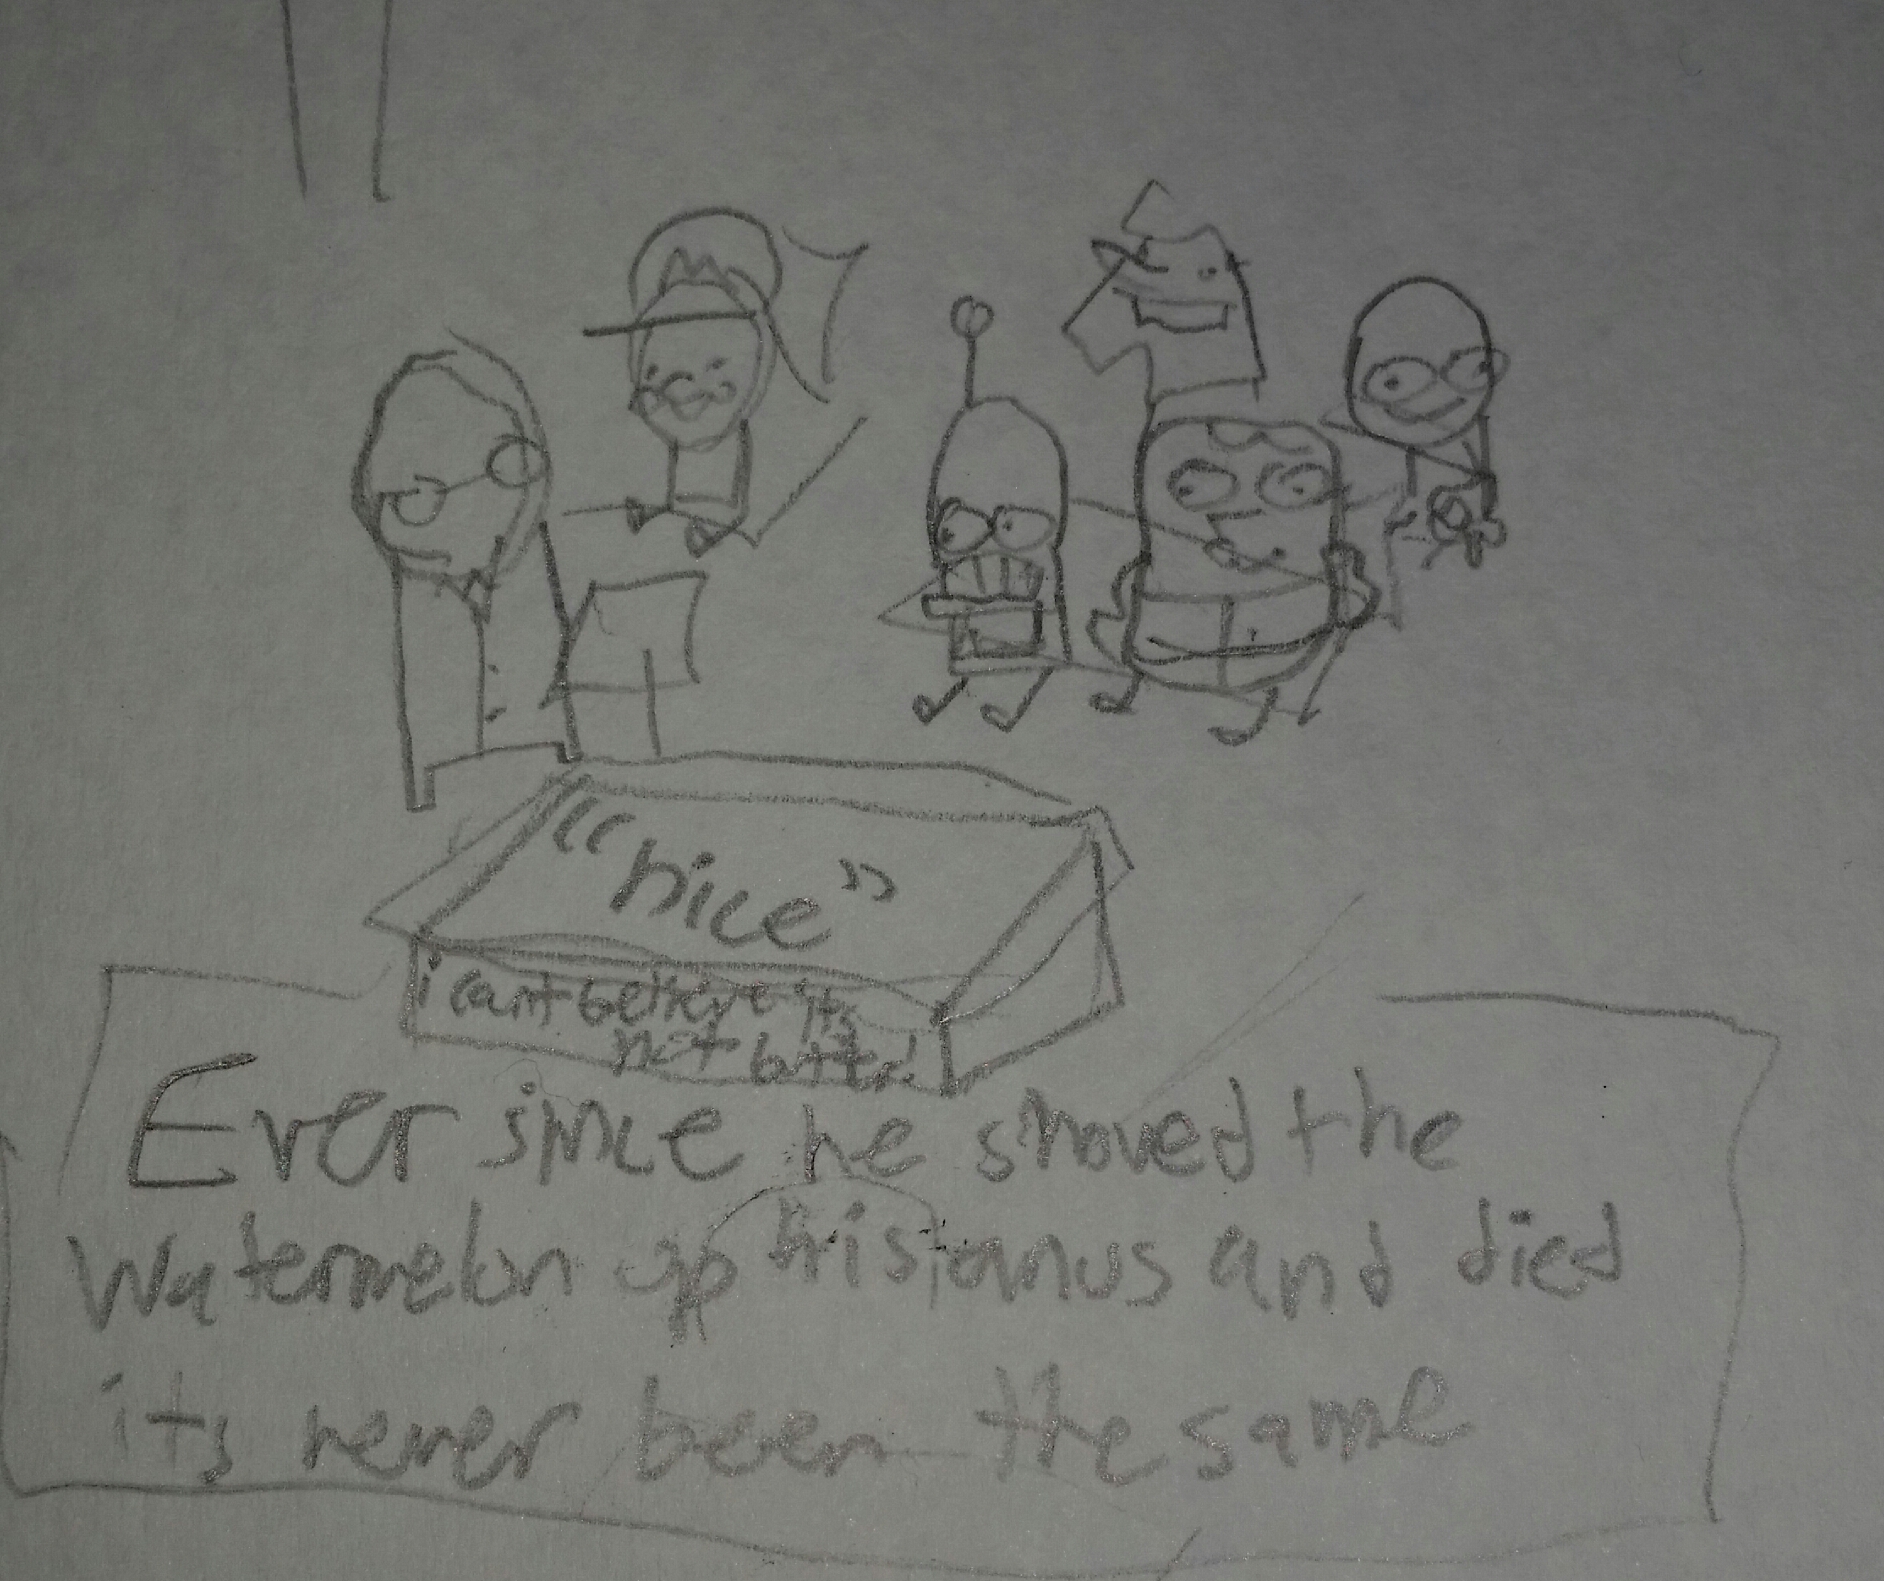 M
"nice"
i cant believe its
not butter!
Ever since he shoved the
watermelon up his anus and died
its never been the same